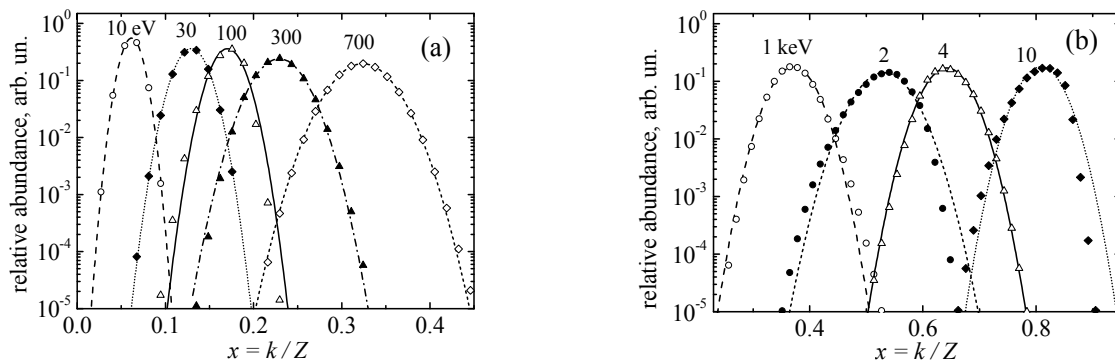 10 eV 30 100 300 700
(a)
10⁰
10⁻¹
10⁻²
10⁻³
10⁻⁴
10⁻⁵
relative abundance, arb. un.
0.0 0.1 0.2 0.3 0.4
x = k / Z
1 keV 2 4 10
(b)
10⁰
10⁻¹
10⁻²
10⁻³
10⁻⁴
10⁻⁵
relative abundance, arb. un.
0.4 0.6 0.8
x = k / Z